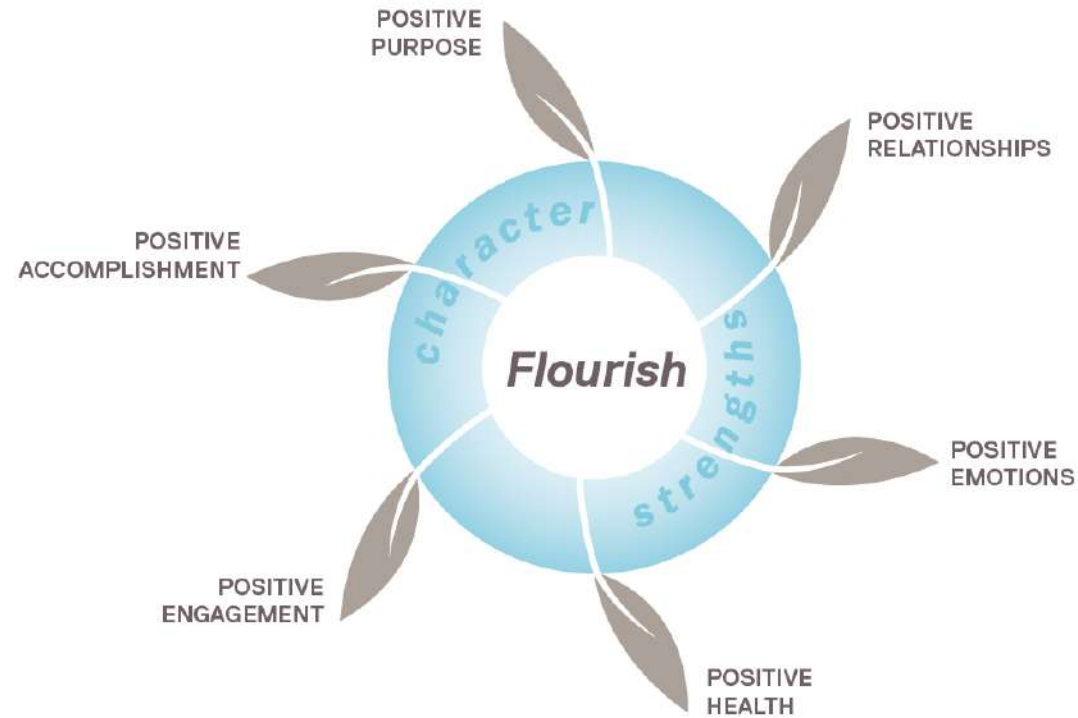 POSITIVE
PURPOSE
POSITIVE
RELATIONSHIPS
POSITIVE
ACCOMPLISHMENT
character
Flourish
strengths
POSITIVE
EMOTIONS
POSITIVE
ENGAGEMENT
POSITIVE
HEALTH